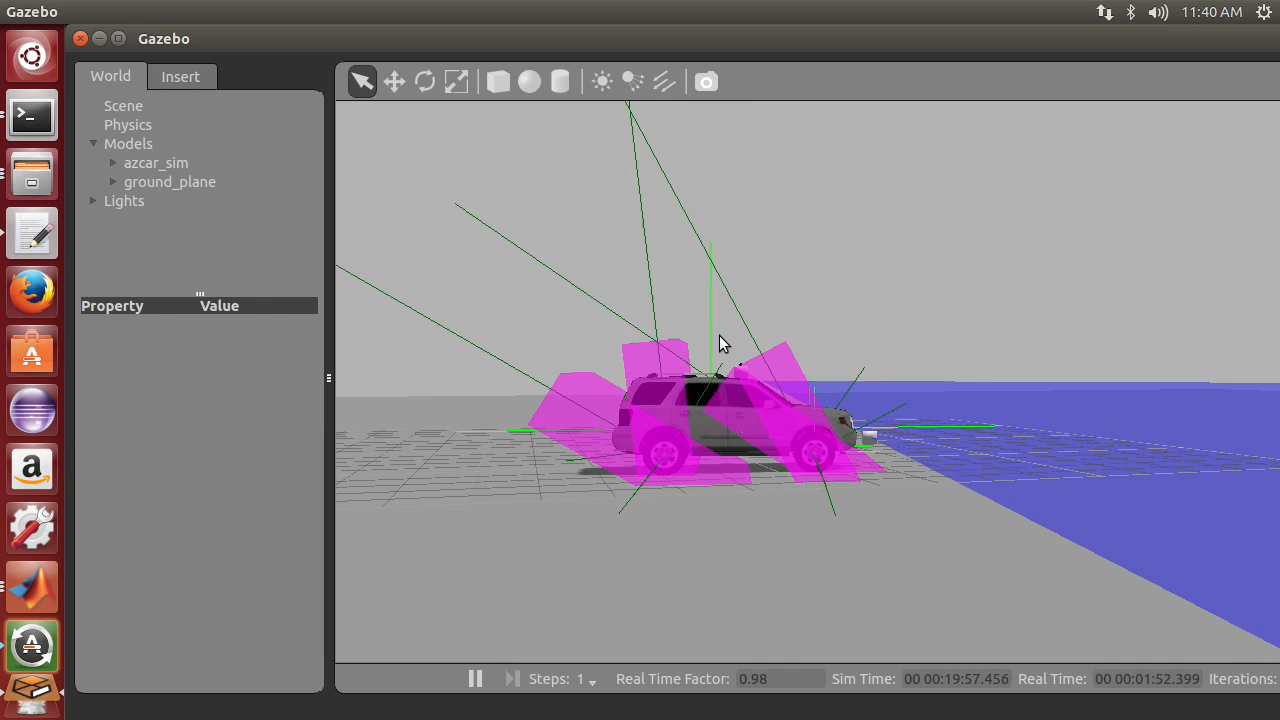 Gazebo
11:40 AM
Gazebo
World
Insert
Scene
Physics
Models
azcar_sim
ground_plane
Lights
Property Value
Steps: 1 Real Time Factor: 0.98 Sim Time: 00 00:19:57.456 Real Time: 00 00:01:52.399 Iterations: